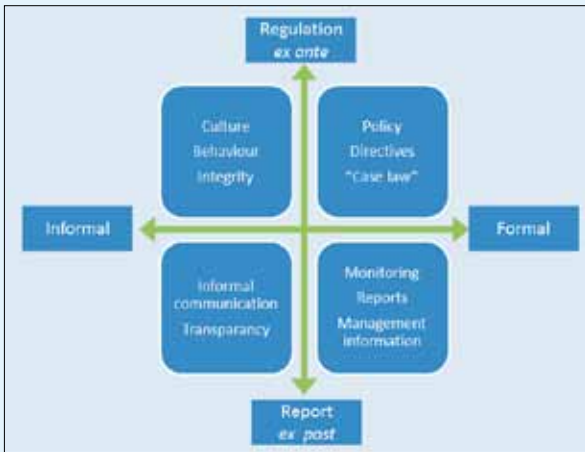 Regulation
ex ante
Culture
Behaviour
Integrity
Policy
Directives
"Case law"
Informal
Formal
Informal
communication
Transparancy
Monitoring
Reports
Management
information
Report
ex post